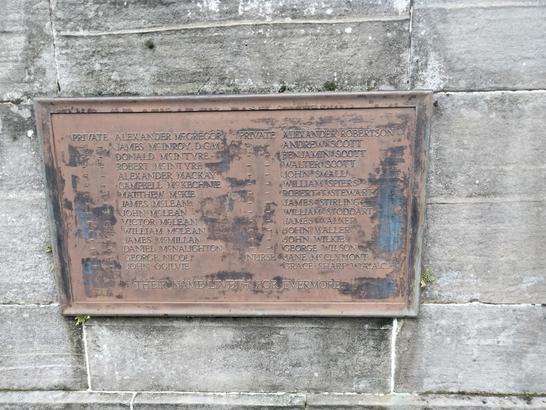 PRIVATE ALEXANDER McGREGOR
JAMES McINROY, D.C.M.
DONALD McINTYRE
ROBERT McINTYRE
ALEXANDER MACKAY
CAMPBELL McKECHNIE
MATTHEW McKIE
JAMES McLEAN
JOHN McLEAN
VICTOR McLEAN
WILLIAM McLEAN
JAMES McMILLAN
DANIEL McNAUGHTON
GEORGE NICOLL
JOHN OGILVIE
PRIVATE ALEXANDER ROBERTSON
ANDREW SCOTT
BENJAMIN SCOTT
WALTER SCOTT
JOHN SMALL
WILLIAM SPIERS
ROBERT STEWART
JAMES STIRLING
WILLIAM STODDART
JAMES WALKER
JOHN WALLER
JOHN WILKIE
GEORGE WILSON
NURSE JANE McCLYMONT
GRACE SHARP W.A.A.C.
THEIR NAME LIVETH FOR EVERMORE